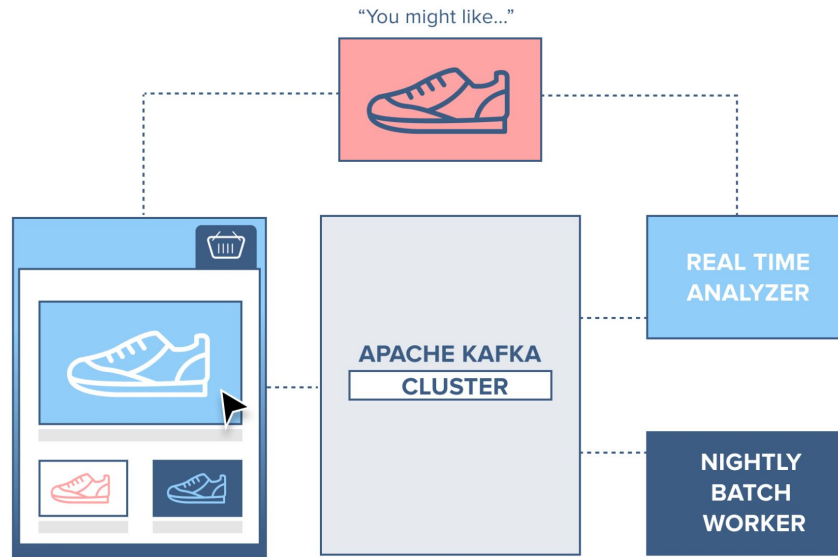 “You might like...”
REAL TIME
ANALYZER
APACHE KAFKA
CLUSTER
NIGHTLY
BATCH
WORKER